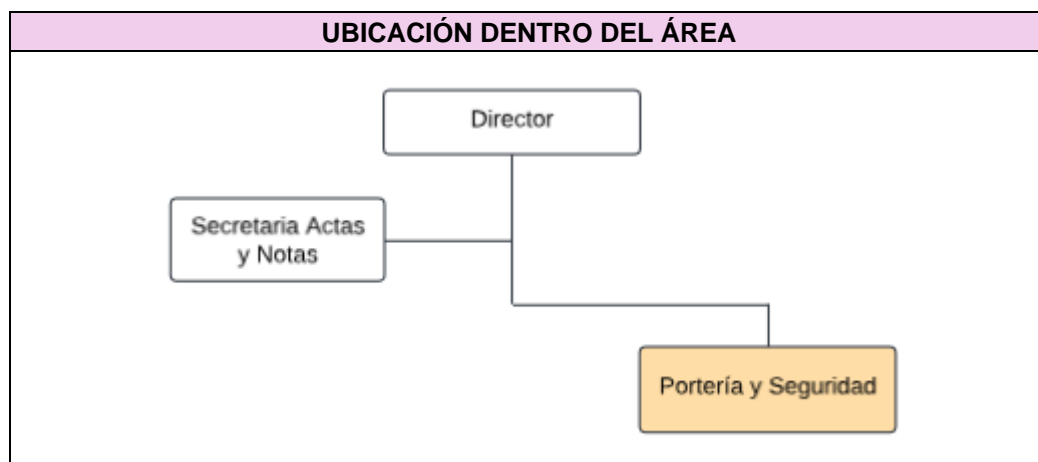 UBICACIÓN DENTRO DEL ÁREA
Director
Secretaria Actas
y Notas
Portería y Seguridad